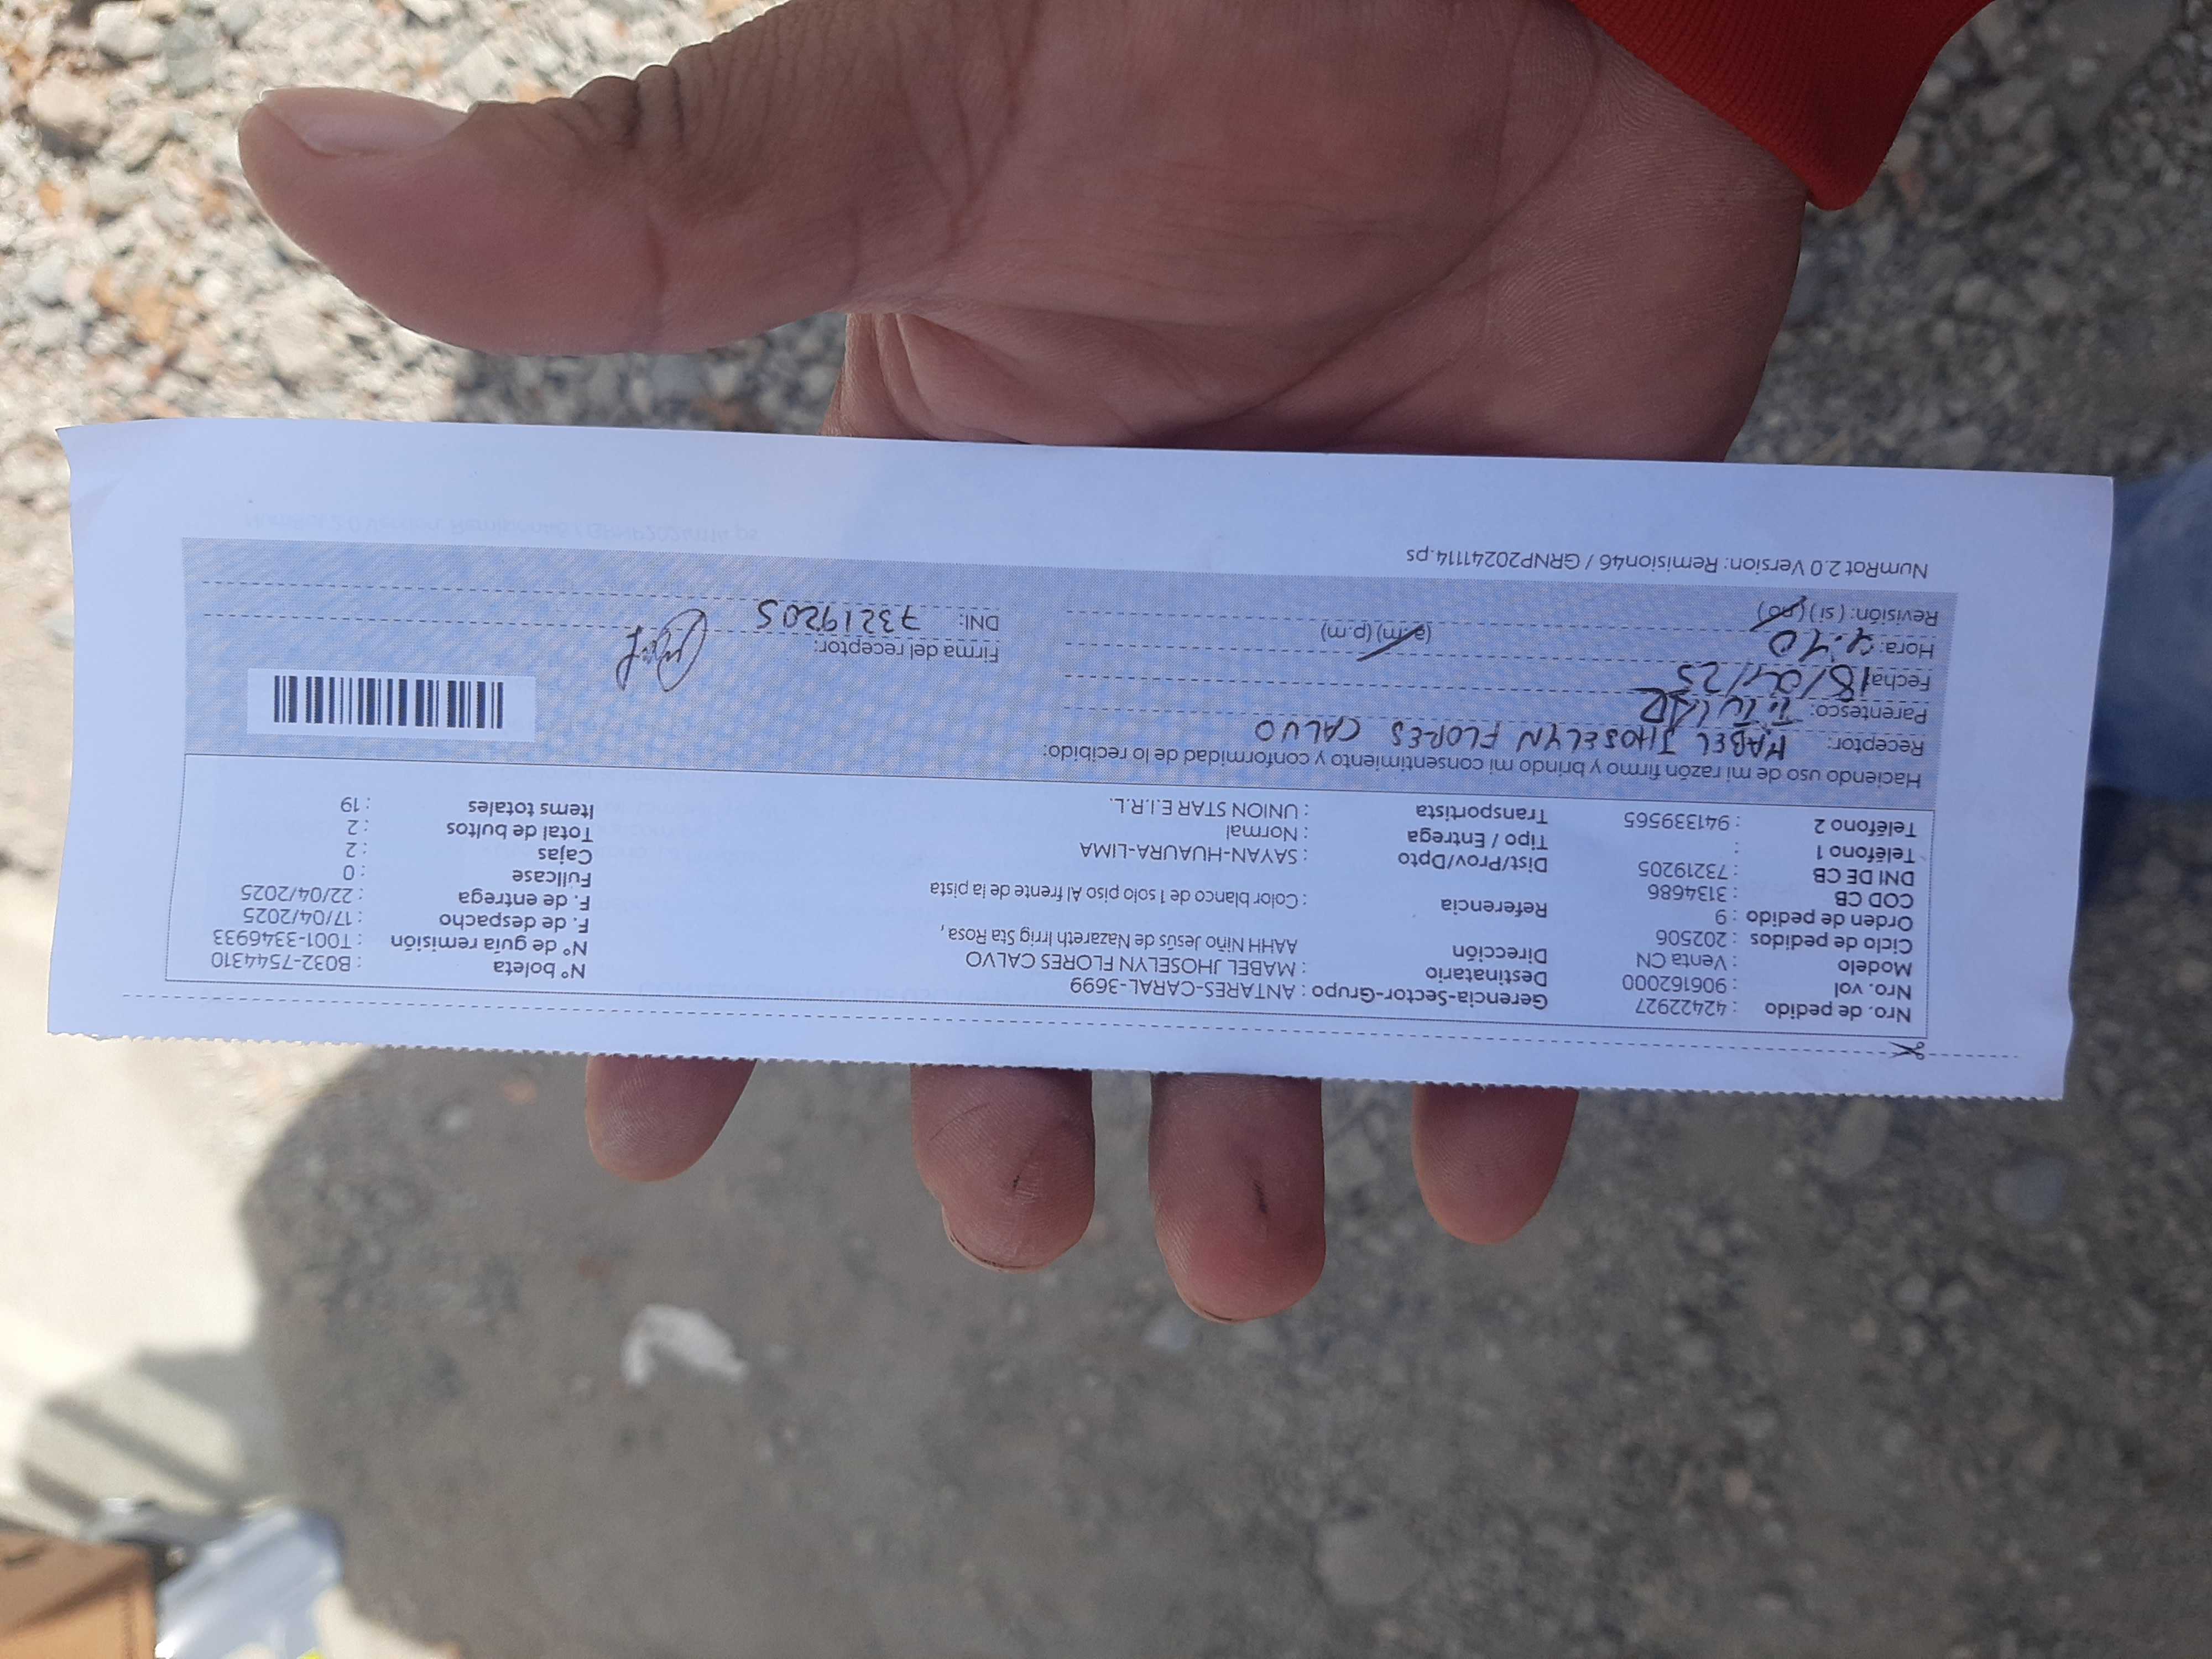 Nro. de pedido : 42422927 Gerencia-Sector-Grupo : ANTARES-CARAL-3699 N° boleta : B032-7544310
Nro. vol : 906162000 Destinatario : MABEL JHOSELYN FLORES CALVO N° de guía remisión : T001-3346933
Modelo : Venta CN Dirección AAHH Niño Jesús de Nazareth Irrig Sta Rosa, F. de despacho : 17/04/2025
Ciclo de pedidos : 202506 F. de entrega : 22/04/2025
Orden de pedido : 9 Referencia : Color blanco de 1 solo piso Al frente de la pista Fullcase : 0
COD CB : 3134686 Cajas : 2
DNI DE CB : 73219205 Dist/Prov/Dpto : SAYAN-HUAURA-LIMA Total de bultos : 2
Teléfono 1 : Tipo / Entrega : Normal Items totales : 19
Teléfono 2 : 941339565 Transportista : UNION STAR E.I.R.L.
Haciendo uso de mi razón firmo y brindo mi consentimiento y conformidad de lo recibido:
Receptor: MABEL JHOSELYN FLORES CALVO
Parentesco: TITULAR
Fecha: 18/04/25
Hora: 4:40 (a.m) (p.m) Firma del receptor:
Revisión: (si) (no) DNI: 73219205
NumRot 2.0 Version: Remision46 / GRNP20241114.ps